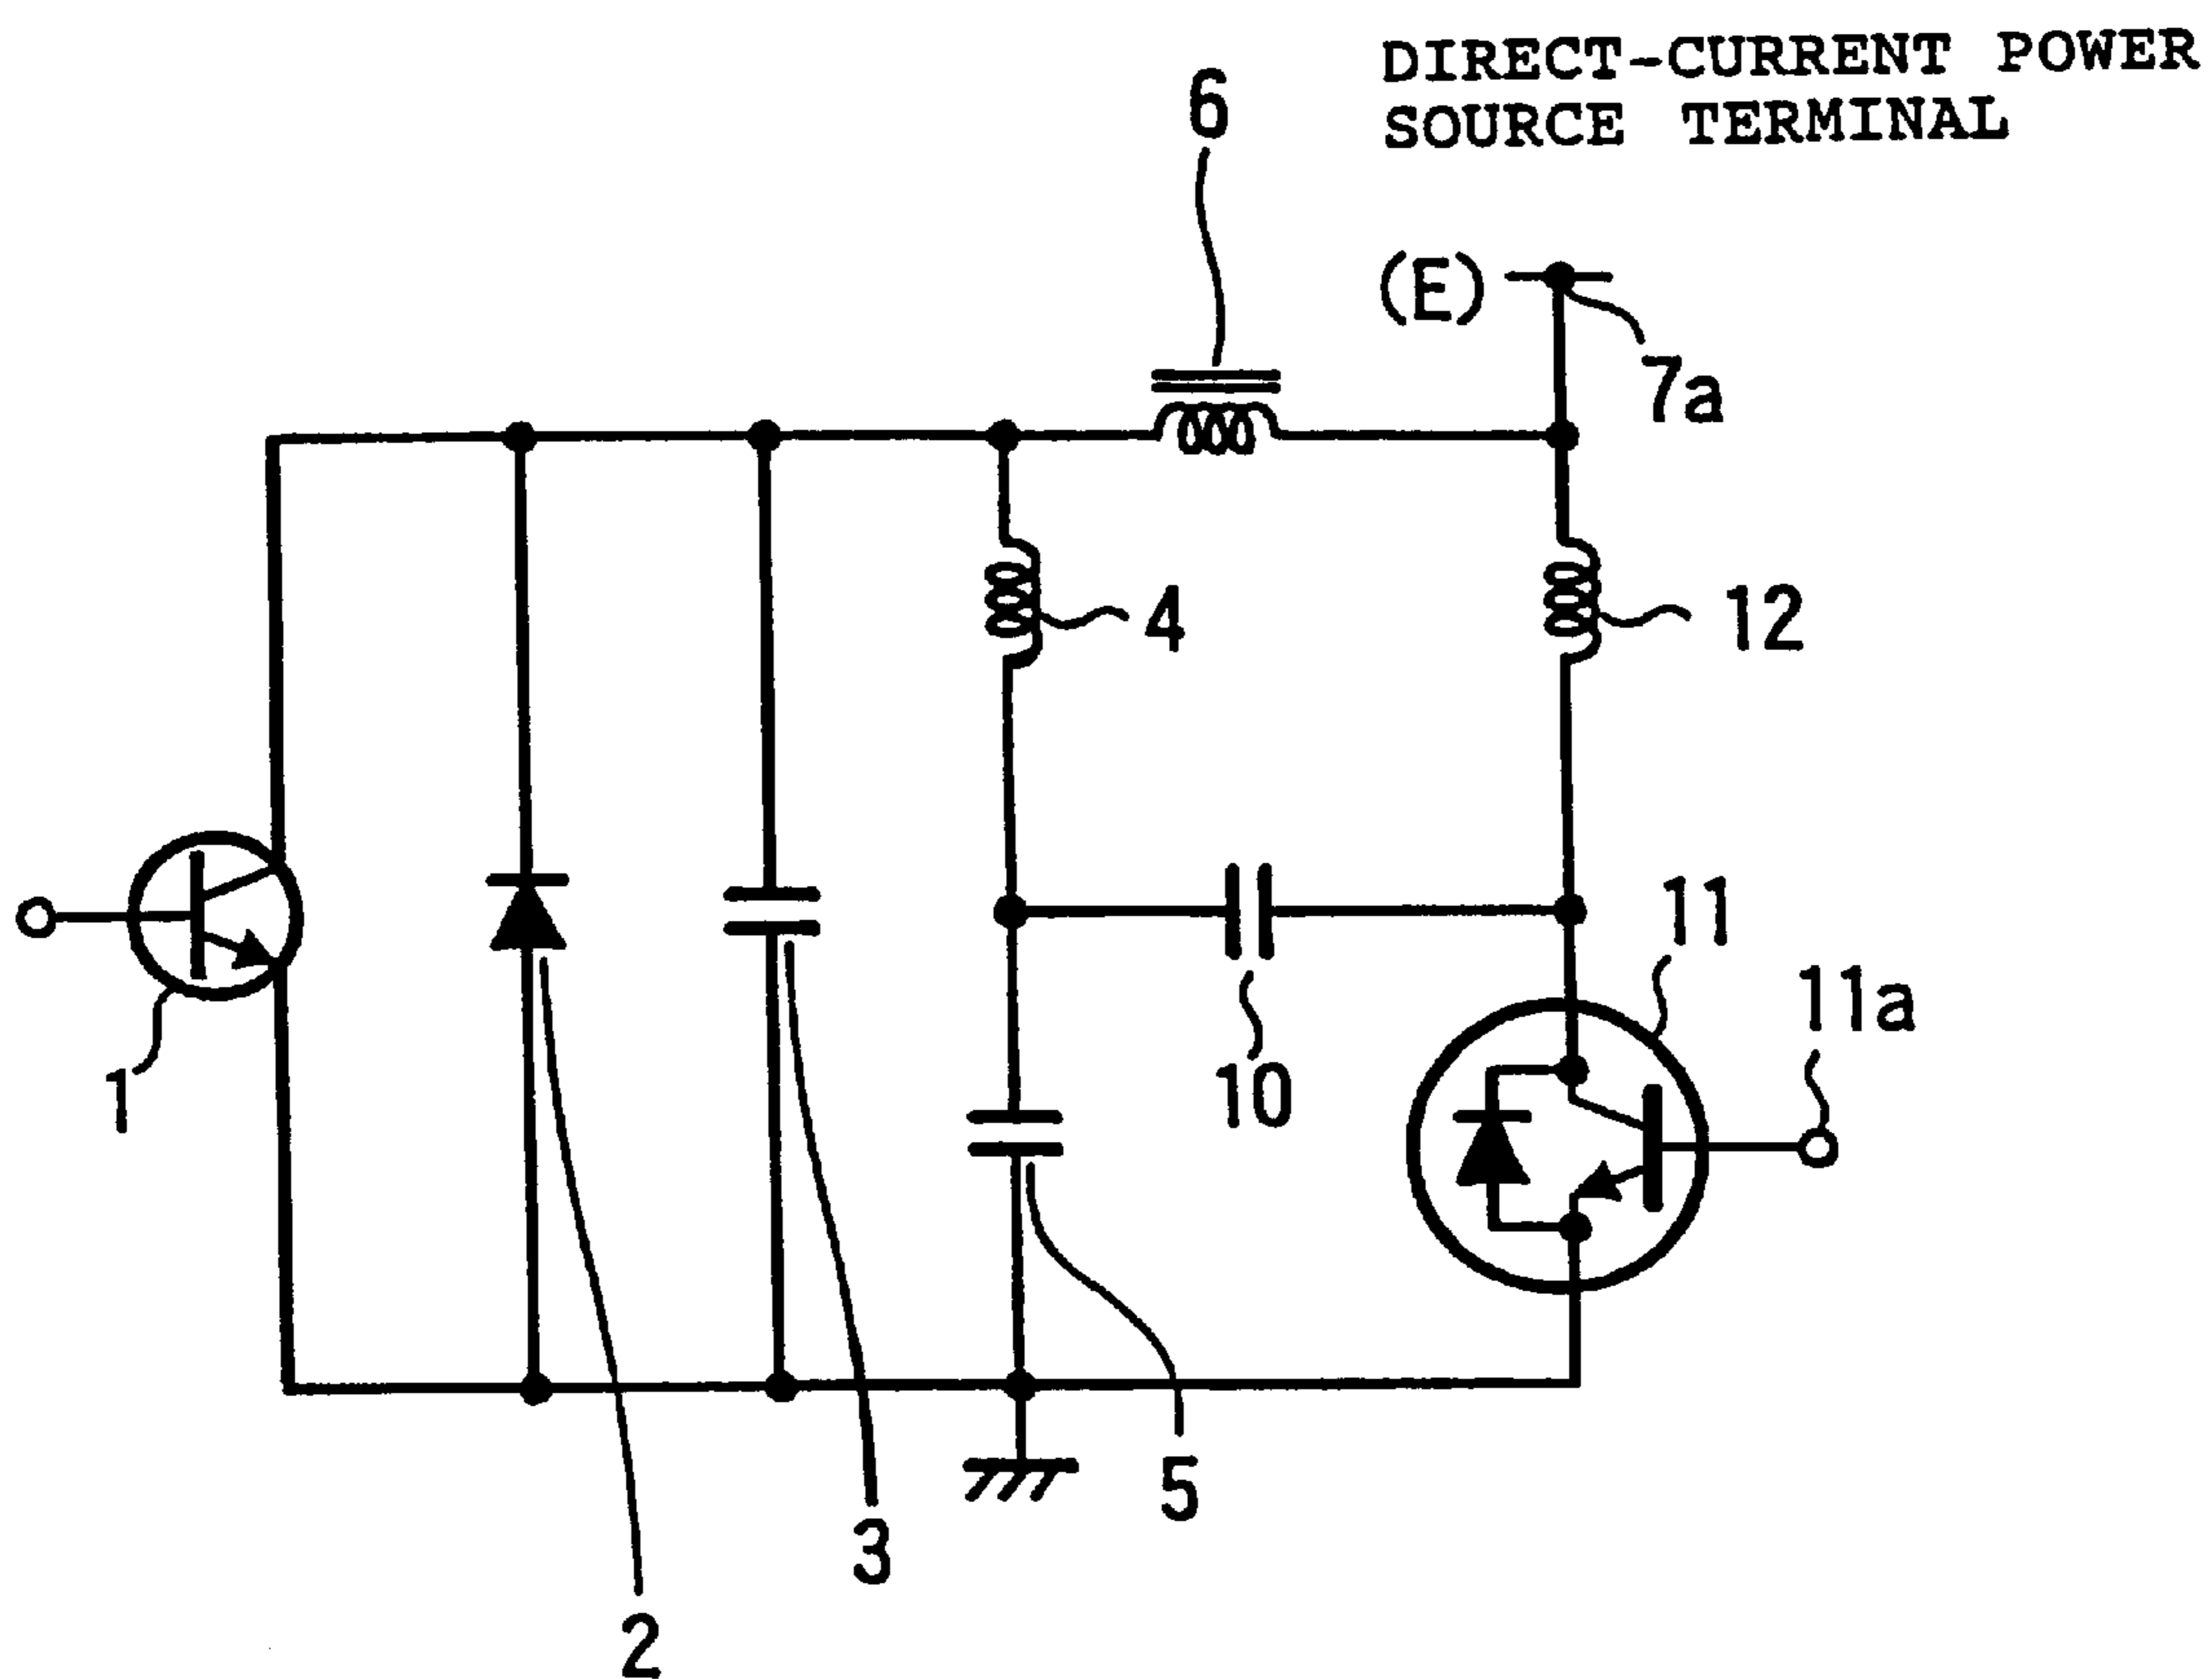 DIRECT-CURRENT POWER
SOURCE TERMINAL
6
(E)
7a
4
12
11
11a
1
10
5
3
2